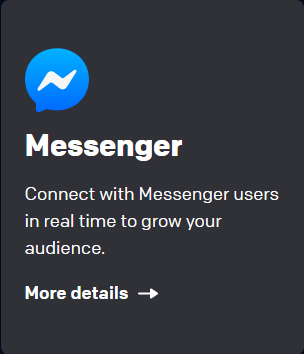 Messenger
Connect with Messenger users
in real time to grow your
audience.
More details →